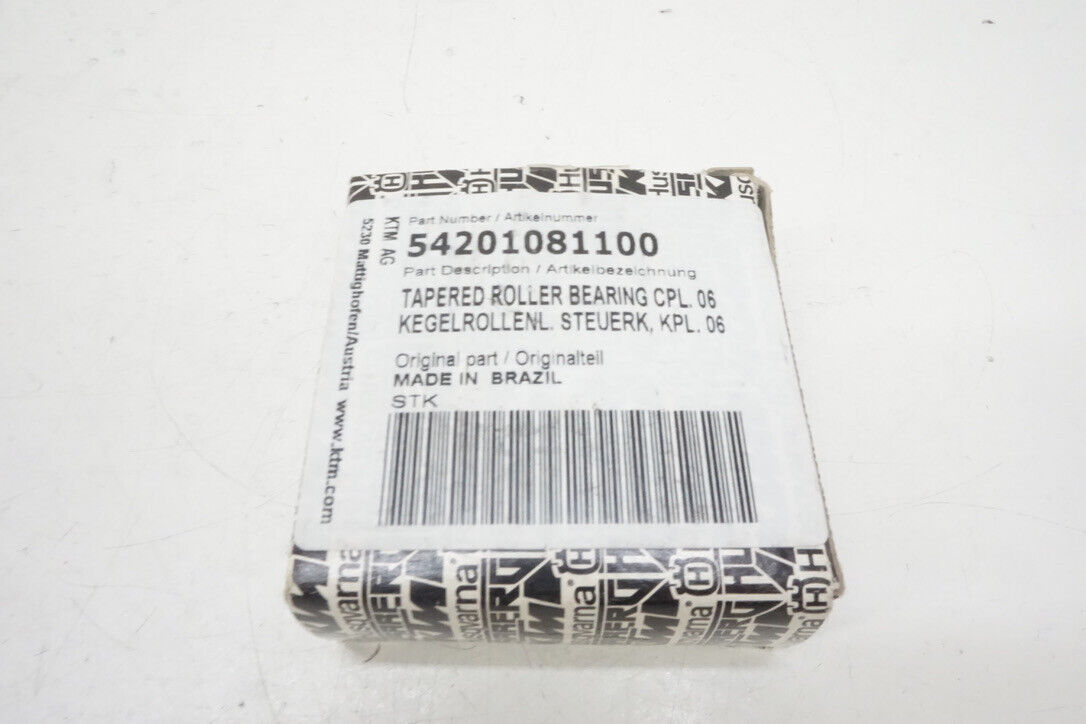 Part Number / Artikelnummer
54201081100
Part Description / Artikelbezeichnung
TAPERED ROLLER BEARING CPL. 06
KEGELROLLENL. STEUERK, KPL. 06
Original part / Originalteil
MADE IN BRAZIL
STK
KTM AG
5230 Mattighofen/Austria www.ktm.com